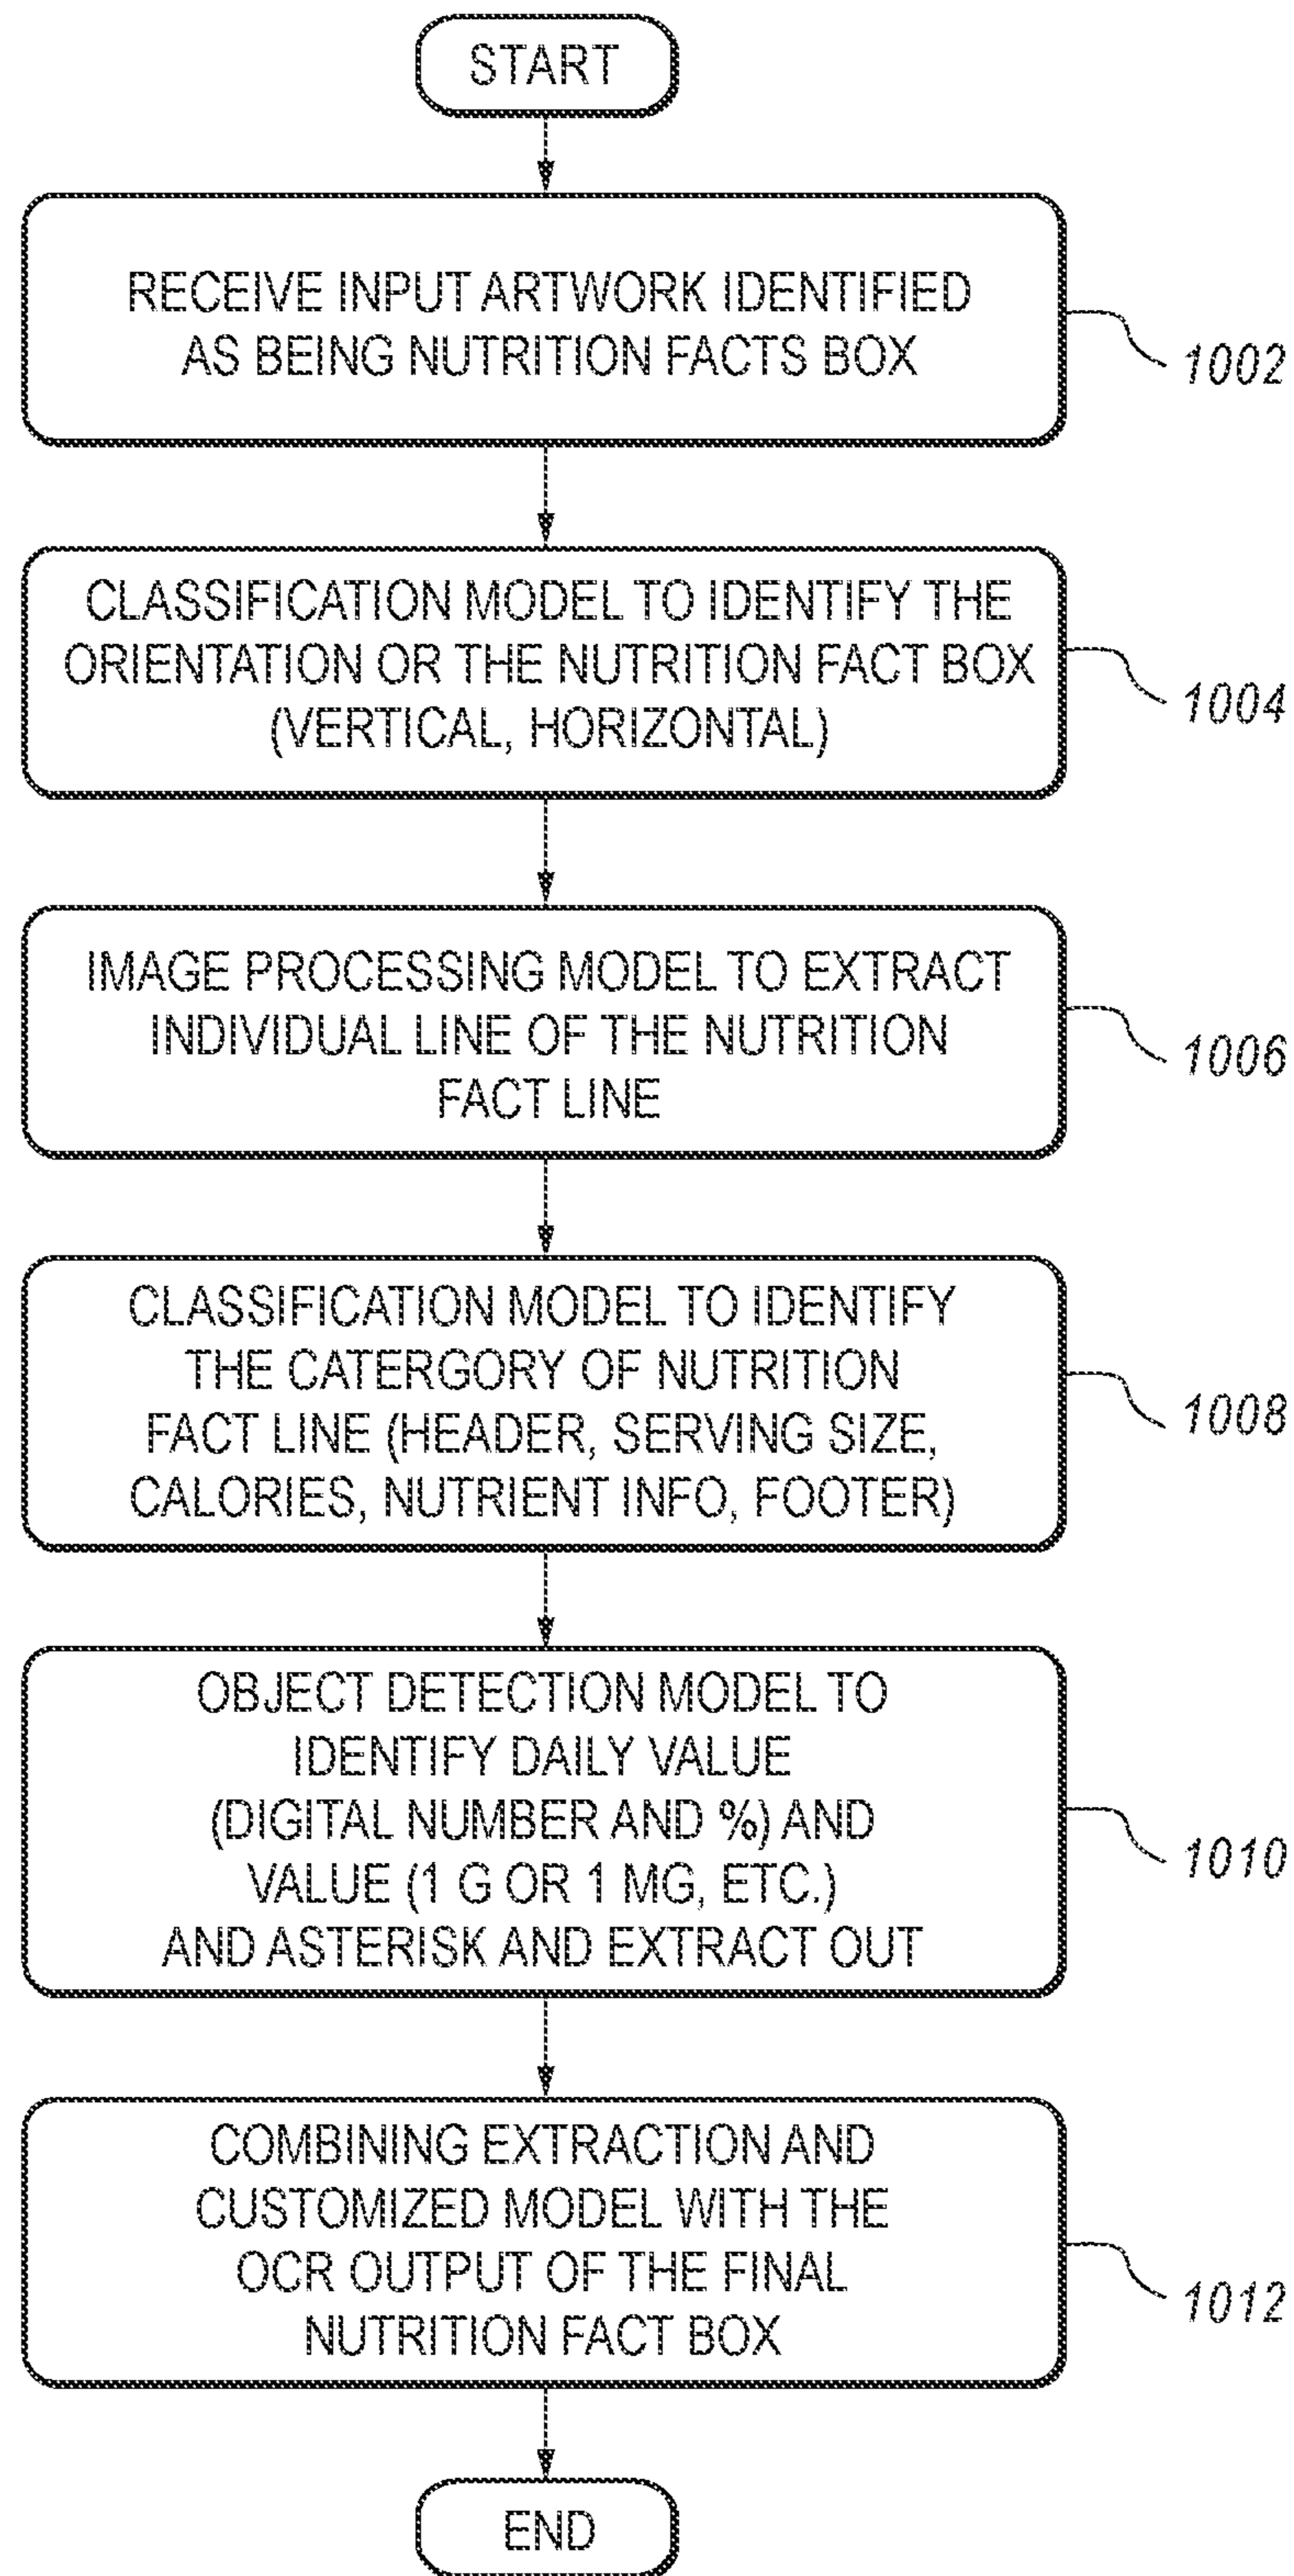 START
RECEIVE INPUT ARTWORK IDENTIFIED
AS BEING NUTRITION FACTS BOX
1002
CLASSIFICATION MODEL TO IDENTIFY THE
ORIENTATION OR THE NUTRITION FACT BOX
(VERTICAL, HORIZONTAL)
1004
IMAGE PROCESSING MODEL TO EXTRACT
INDIVIDUAL LINE OF THE NUTRITION
FACT LINE
1006
CLASSIFICATION MODEL TO IDENTIFY
THE CATERGORY OF NUTRITION
FACT LINE (HEADER, SERVING SIZE,
CALORIES, NUTRIENT INFO, FOOTER)
1008
OBJECT DETECTION MODEL TO
IDENTIFY DAILY VALUE
(DIGITAL NUMBER AND %) AND
VALUE (1 G OR 1 MG, ETC.)
AND ASTERISK AND EXTRACT OUT
1010
COMBINING EXTRACTION AND
CUSTOMIZED MODEL WITH THE
OCR OUTPUT OF THE FINAL
NUTRITION FACT BOX
1012
END